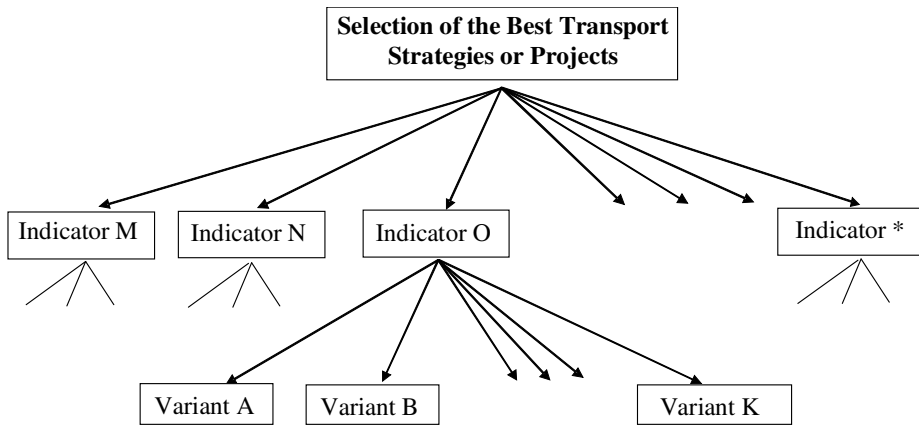 Selection of the Best Transport
Strategies or Projects
Indicator M
Indicator N
Indicator O
Indicator *
Variant A
Variant B
Variant K